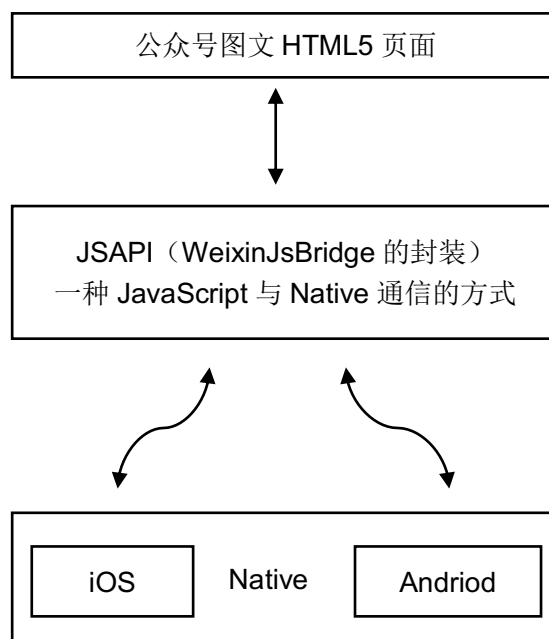 公众号图文 HTML5 页面
JSAPI（WeixinJsBridge 的封装）
一种 JavaScript 与 Native 通信的方式
iOS Native Andriod